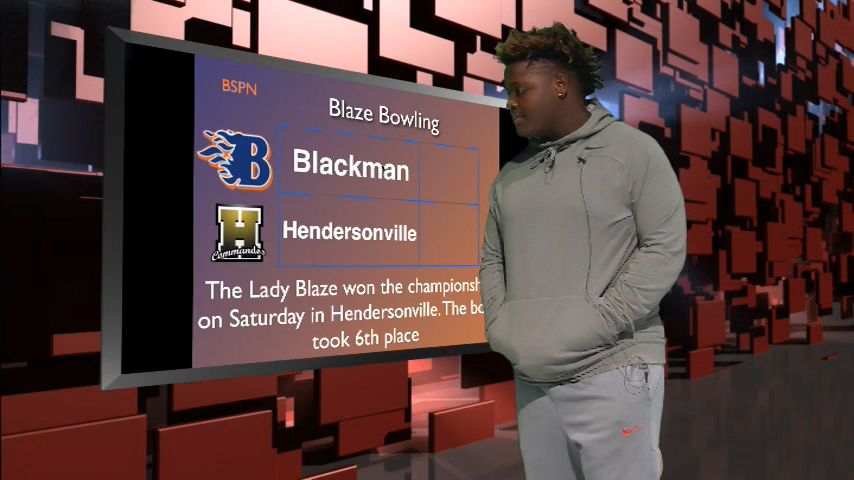 BSPN
Blaze Bowling
B
Blackman
H
Commandos
Hendersonville
The Lady Blaze won the championsh
on Saturday in Hendersonville. The bo
took 6th place